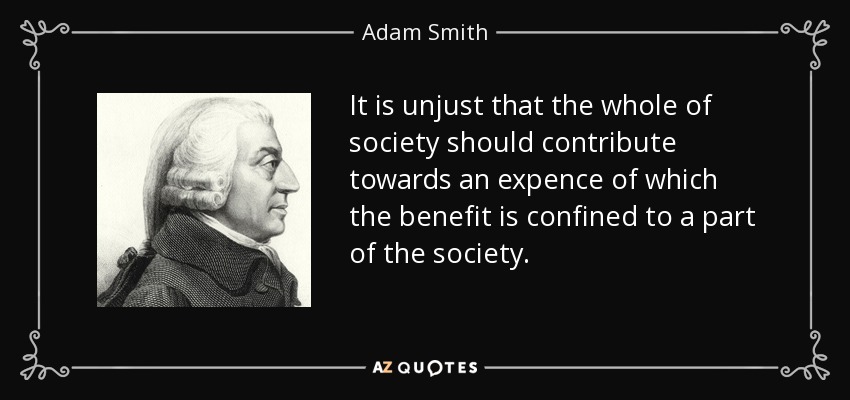 Adam Smith
It is unjust that the whole of
society should contribute
towards an expence of which
the benefit is confined to a part
of the society.
AZ QUOTES